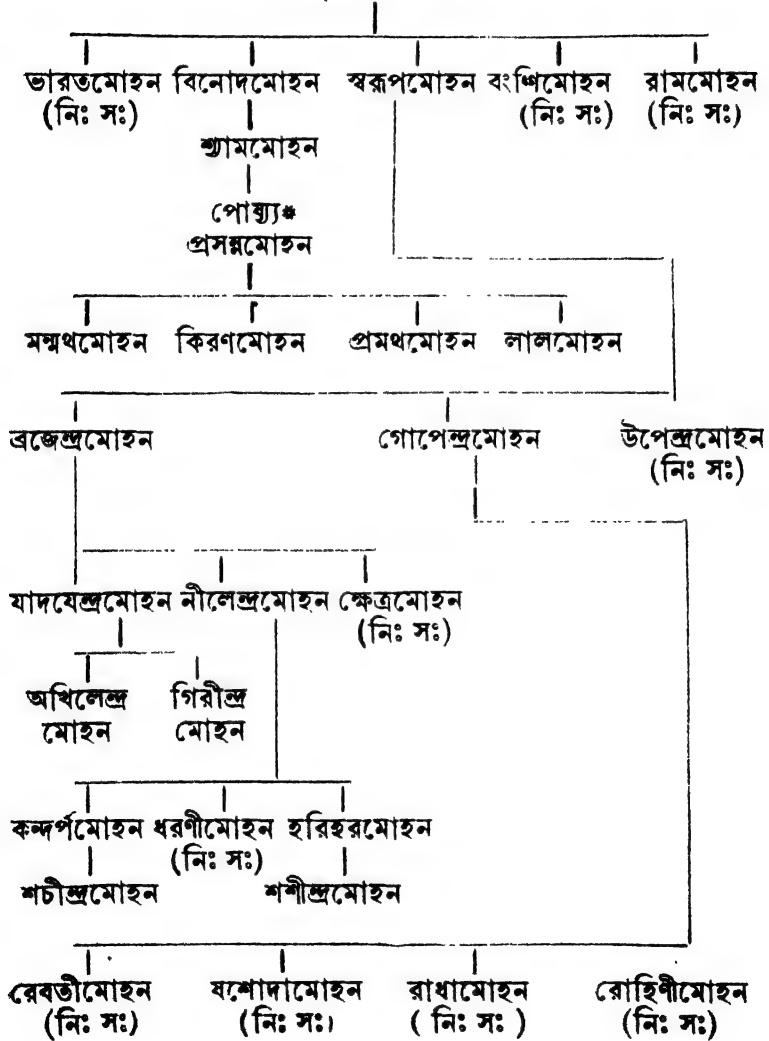 ভারতমোহন বিনোদমোহন স্বরূপমোহন বংশিমোহন রামমোহন
(নিঃ সঃ) (নিঃ সঃ) (নিঃ সঃ)
শ্যামমোহন
পোষ্য*
প্রসন্নমোহন
মন্মথমোহন কিরণমোহন প্রমথমোহন লালমোহন
ব্রজেন্দ্রমোহন গোপেন্দ্রমোহন উপেন্দ্রমোহন
(নিঃ সঃ)
যাদযেন্দ্রমোহন নীলেন্দ্রমোহন ক্ষেত্রমোহন
(নিঃ সঃ)
অখিলেন্দ্র গিরীন্দ্র
মোহন মোহন
কন্দর্পমোহন ধরণীমোহন হরিহরমোহন
(নিঃ সঃ)
শচীন্দ্রমোহন শশীন্দ্রমোহন
রেবতীমোহন যশোদামোহন রাধামোহন রোহিণীমোহন
(নিঃ সঃ) (নিঃ সঃ। ( নিঃ সঃ ) (নিঃ সঃ)